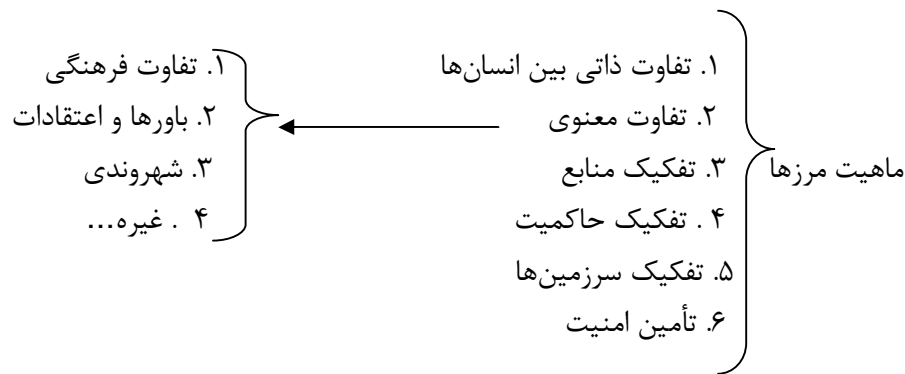 ماهیت مرزها
۱. تفاوت ذاتی بین انسان‌ها
۲. تفاوت معنوی
۳. تفکیک منابع
۴ . تفکیک حاکمیت
۵. تفکیک سرزمین‌ها
۶. تأمین امنیت
۱. تفاوت فرهنگی
۲. باورها و اعتقادات
۳. شهروندی
۴ . غیره...